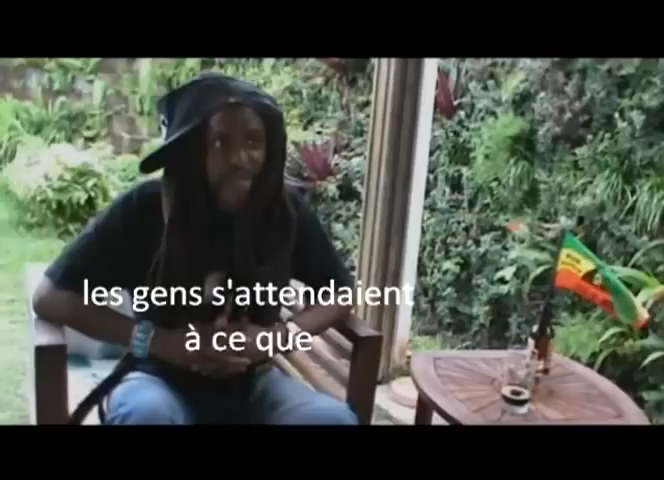 les gens s'attendaient
à ce que